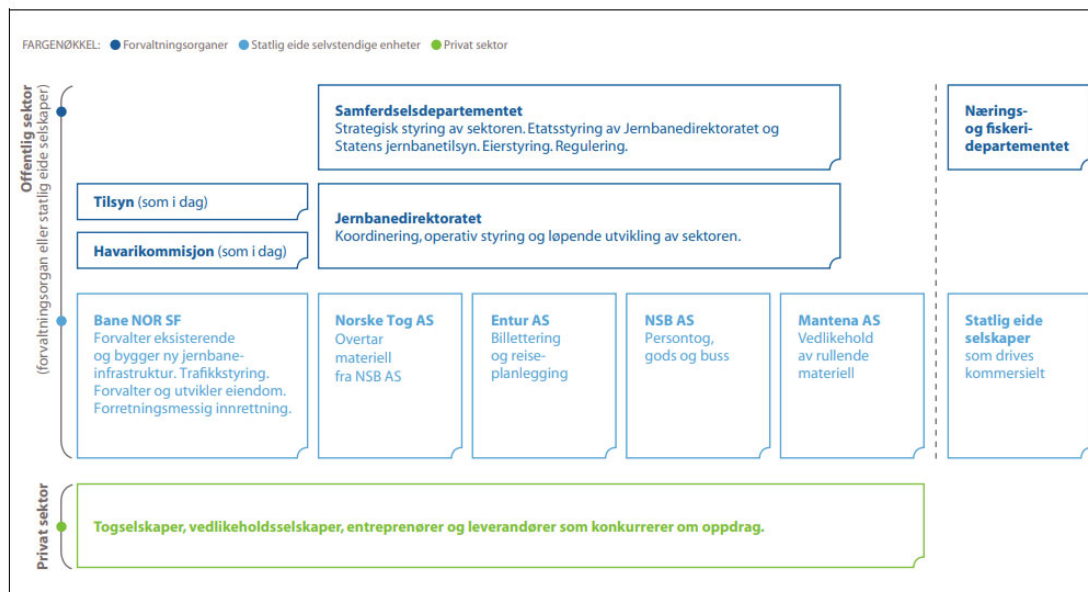 FARGENØKKEL: Forvaltningsorganer Statlig eide selvstendige enheter Privat sektor
Offentlig sektor
(forvaltningsorgan eller statlig eide selskaper)
Samferdselsdepartementet
Strategisk styring av sektoren. Etatsstyring av Jernbanedirektoratet og
Statens jernbanetilsyn. Eierstyring. Regulering.
Nærings-
og fiskeri-
departementet
Tilsyn (som i dag)
Havarikommisjon (som i dag)
Jernbanedirektoratet
Koordinering, operativ styring og løpende utvikling av sektoren.
Bane NOR SF
Forvalter eksisterende
og bygger ny jernbane-
infrastruktur. Trafikkstyring.
Forvalter og utvikler eiendom.
Forretningsmessig innrettning.
Norske Tog AS
Overtar
materiell
fra NSB AS
Entur AS
Billettering
og reise-
planlegging
NSB AS
Persontog,
gods og buss
Mantena AS
Vedlikehold
av rullende
materiell
Statlig eide
selskaper
som drives
kommersielt
Privat sektor
Togselskaper, vedlikeholdsselskaper, entreprenører og leverandører som konkurrerer om oppdrag.